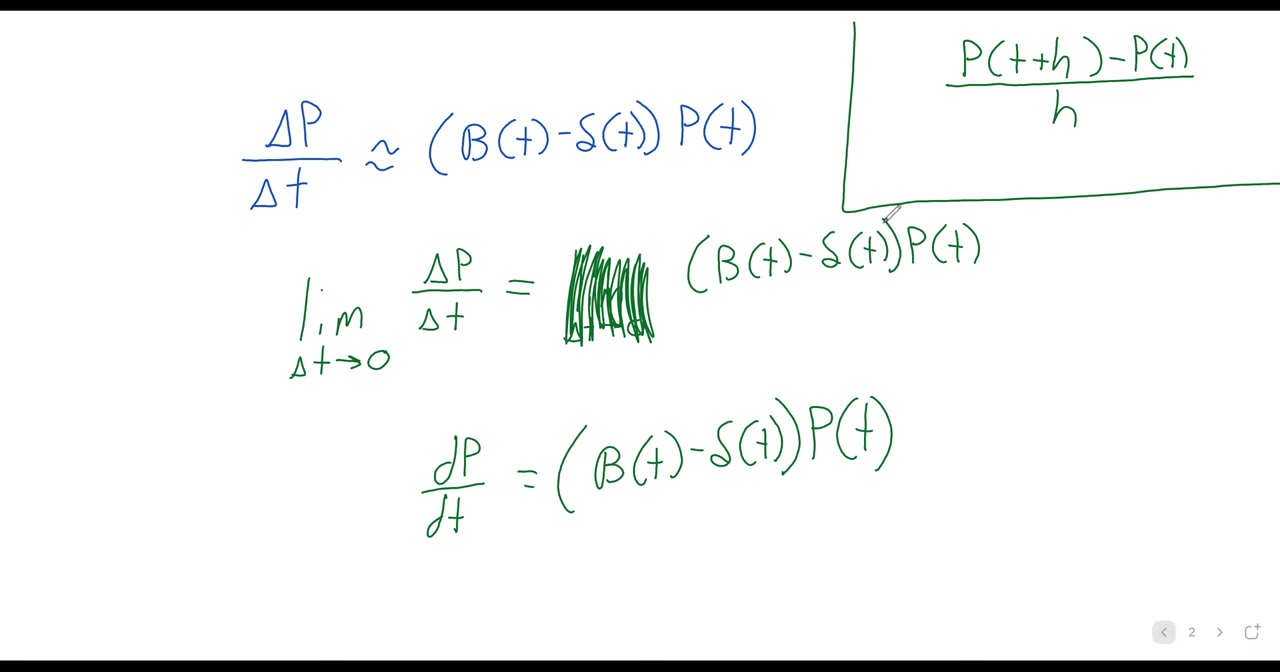 (P(t+h)-P(t))/h
ΔP/Δt ≈ (B(t)-δ(t)) P(t)
lim Δt→0 ΔP/Δt = (B(t)-δ(t))P(t)
dP/dt = (B(t)-δ(t))P(t)
2